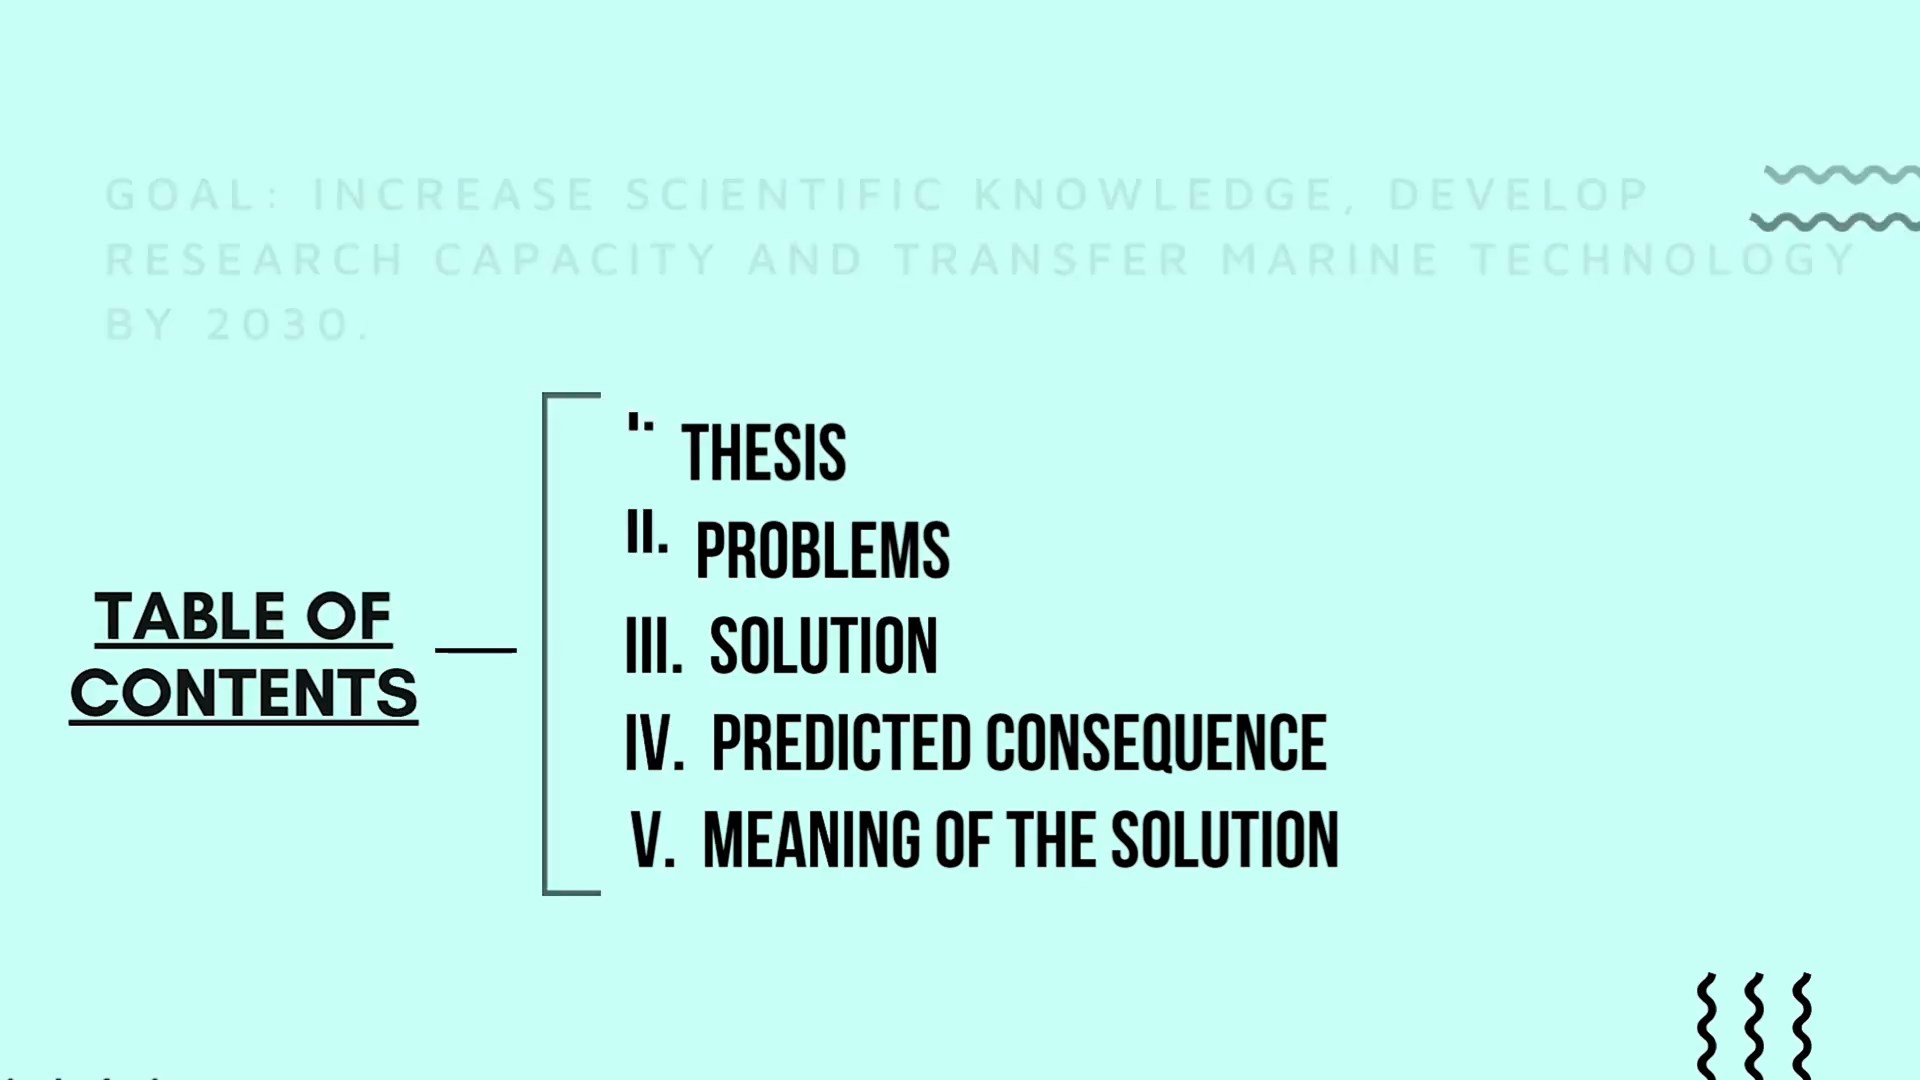 GOAL: INCREASE SCIENTIFIC KNOWLEDGE, DEVELOP
RESEARCH CAPACITY AND TRANSFER MARINE TECHNOLOGY
BY 2030.
TABLE OF
CONTENTS
I. THESIS
II. PROBLEMS
III. SOLUTION
IV. PREDICTED CONSEQUENCE
V. MEANING OF THE SOLUTION